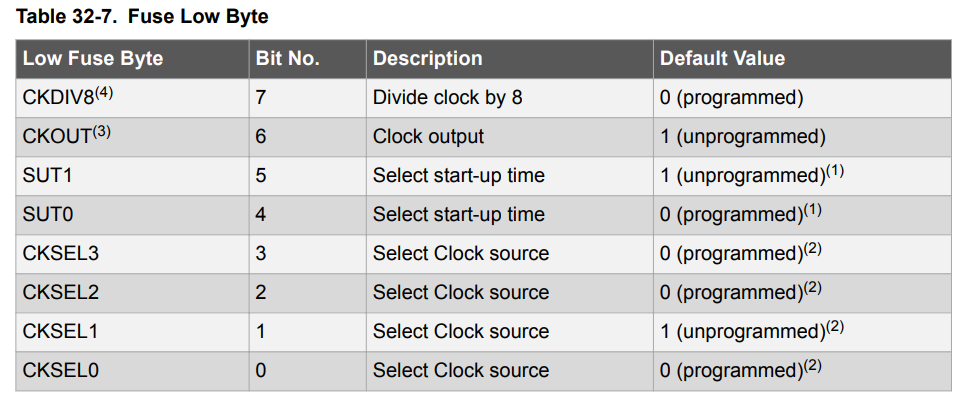 Table 32-7. Fuse Low Byte
Low Fuse Byte Bit No. Description Default Value
CKDIV8(4) 7 Divide clock by 8 0 (programmed)
CKOUT(3) 6 Clock output 1 (unprogrammed)
SUT1 5 Select start-up time 1 (unprogrammed)(1)
SUT0 4 Select start-up time 0 (programmed)(1)
CKSEL3 3 Select Clock source 0 (programmed)(2)
CKSEL2 2 Select Clock source 0 (programmed)(2)
CKSEL1 1 Select Clock source 1 (unprogrammed)(2)
CKSEL0 0 Select Clock source 0 (programmed)(2)